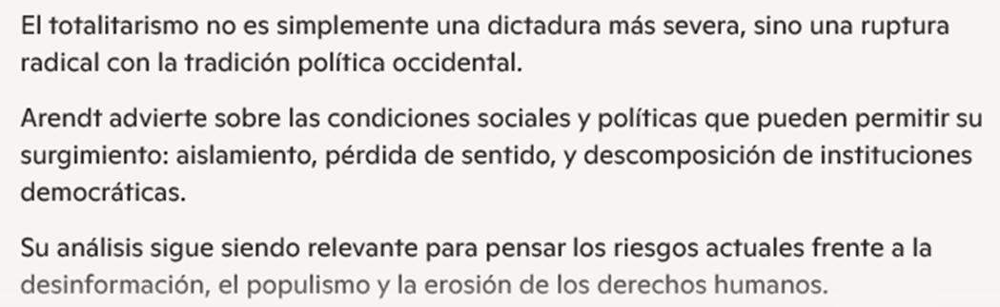 El totalitarismo no es simplemente una dictadura más severa, sino una ruptura
radical con la tradición política occidental.
Arendt advierte sobre las condiciones sociales y políticas que pueden permitir su
surgimiento: aislamiento, pérdida de sentido, y descomposición de instituciones
democráticas.
Su análisis sigue siendo relevante para pensar los riesgos actuales frente a la
desinformación, el populismo y la erosión de los derechos humanos.